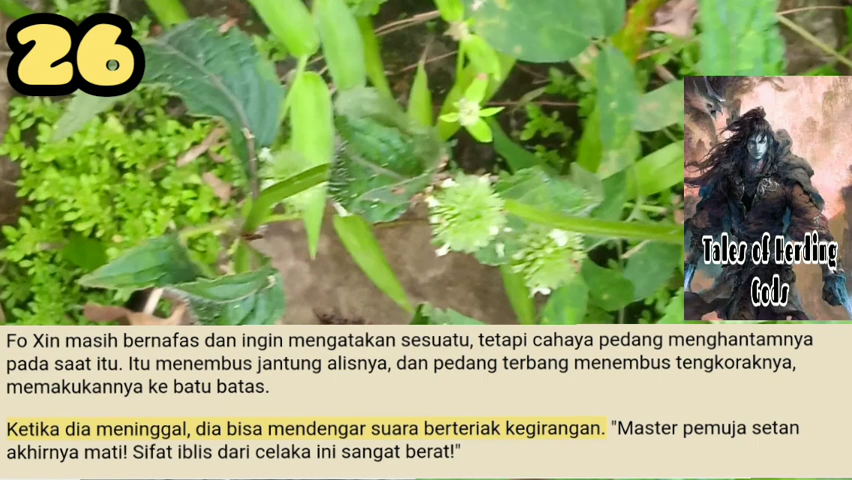 26
Tales of Herding
Gods
Fo Xin masih bernafas dan ingin mengatakan sesuatu, tetapi cahaya pedang menghantamnya
pada saat itu. Itu menembus jantung alisnya, dan pedang terbang menembus tengkoraknya,
memakukannya ke batu batas.
Ketika dia meninggal, dia bisa mendengar suara berteriak kegirangan. "Master pemuja setan
akhirnya mati! Sifat iblis dari celaka ini sangat berat!"